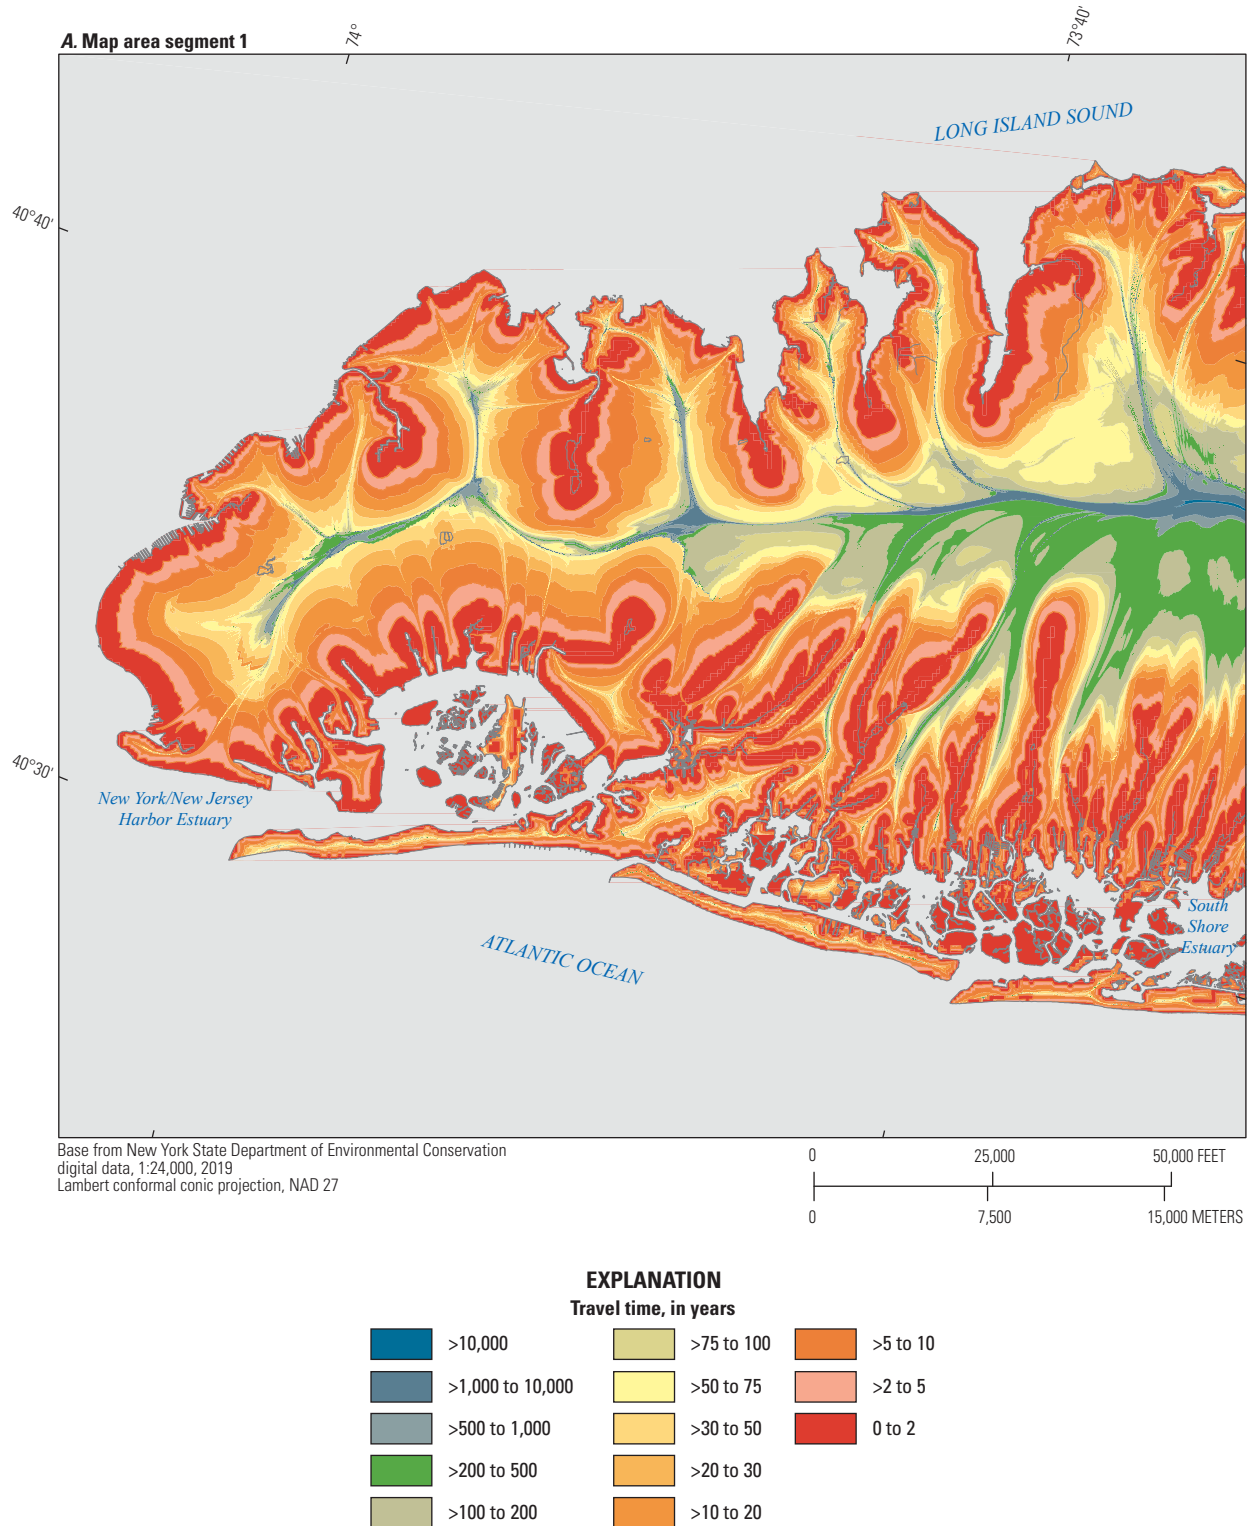 A. Map area segment 1
74°
73°40'
LONG ISLAND SOUND
40°40'
40°30'
New York/New Jersey
Harbor Estuary
ATLANTIC OCEAN
South
Shore
Estuary
Base from New York State Department of Environmental Conservation
digital data, 1:24,000, 2019
Lambert conformal conic projection, NAD 27
0 25,000 50,000 FEET
0 7,500 15,000 METERS
EXPLANATION
Travel time, in years
>10,000
>1,000 to 10,000
>500 to 1,000
>200 to 500
>100 to 200
>75 to 100
>50 to 75
>30 to 50
>20 to 30
>10 to 20
>5 to 10
>2 to 5
0 to 2